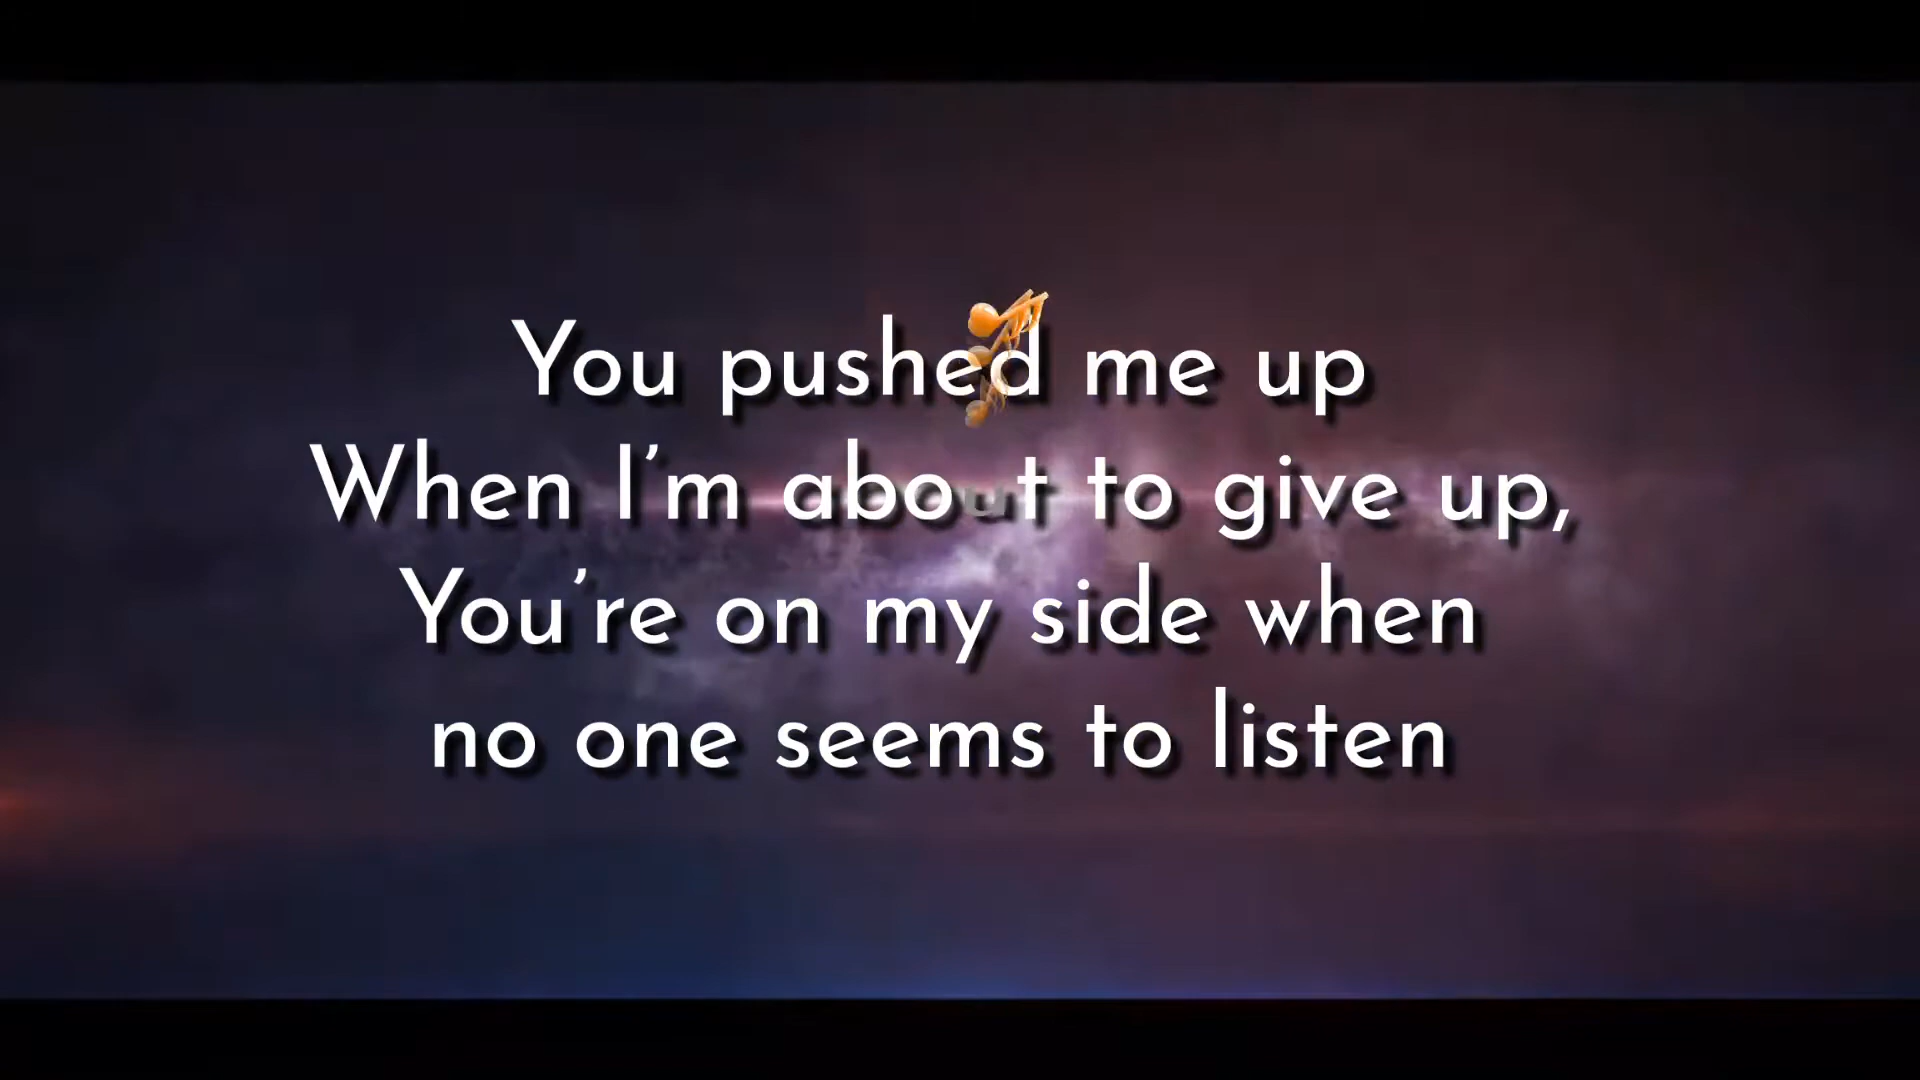 You pushed me up
When I'm about to give up,
You're on my side when
no one seems to listen